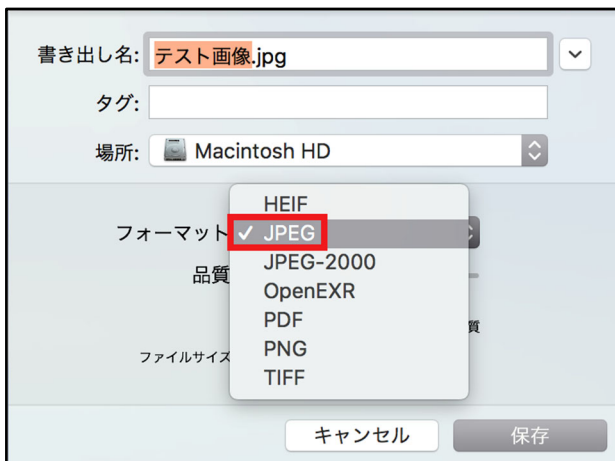 書き出し名: テスト画像.jpg
タグ:
場所: Macintosh HD
HEIF
フォーマット ✓ JPEG
JPEG-2000
品質
OpenEXR
PDF
質
PNG
ファイルサイズ
TIFF
キャンセル 保存